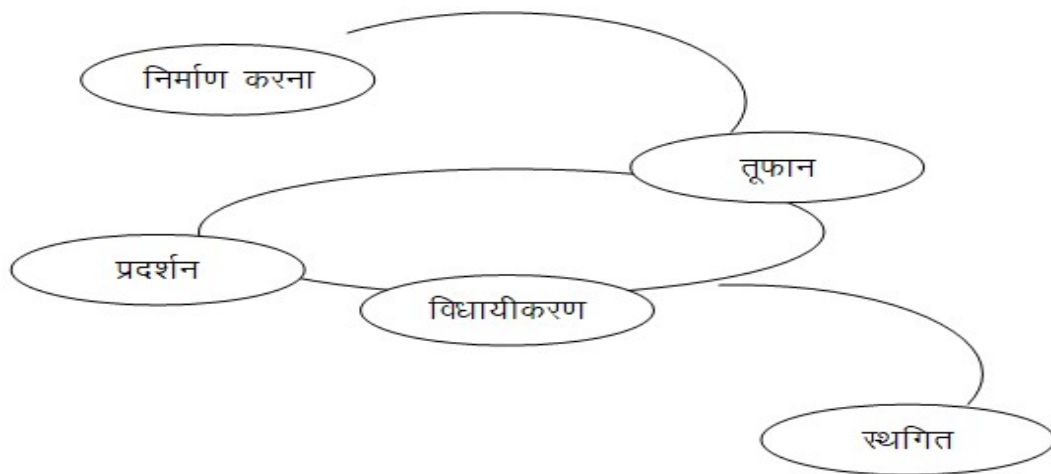 निर्माण करना
तूफान
प्रदर्शन
विधायीकरण
स्थगित